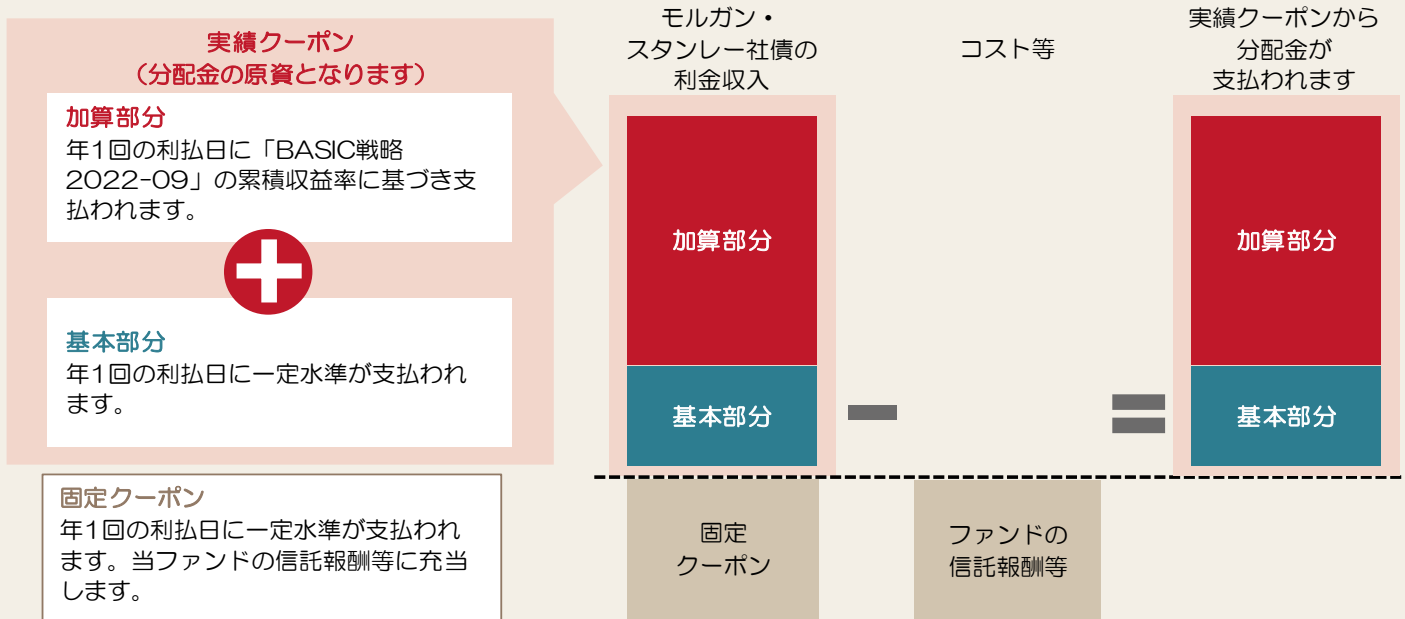 実績クーポン
（分配金の原資となります）
加算部分
年1回の利払日に「BASIC戦略
2022-09」の累積収益率に基づき支
払われます。
基本部分
年1回の利払日に一定水準が支払われ
ます。
固定クーポン
年1回の利払日に一定水準が支払われ
ます。当ファンドの信託報酬等に充当
します。
モルガン・
スタンレー社債の
利金収入
加算部分
基本部分
固定
クーポン
コスト等
ファンドの
信託報酬等
実績クーポンから
分配金が
支払われます
加算部分
基本部分